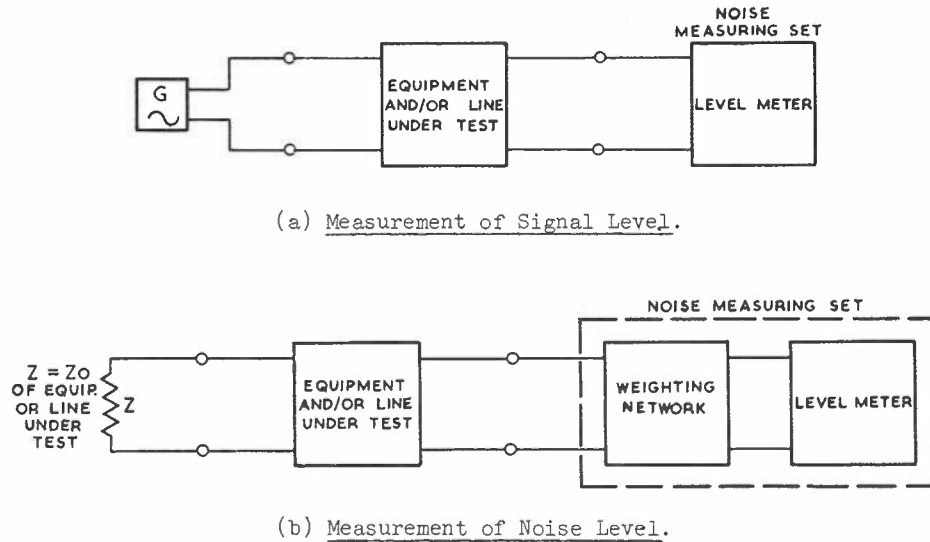 NOISE
MEASURING SET
G
EQUIPMENT
AND/OR LINE
UNDER TEST
LEVEL METER
(a) Measurement of Signal Level.
NOISE MEASURING SET
Z = Zo
OF EQUIP.
OR LINE
UNDER
TEST
Z
EQUIPMENT
AND/OR LINE
UNDER TEST
WEIGHTING
NETWORK
LEVEL METER
(b) Measurement of Noise Level.